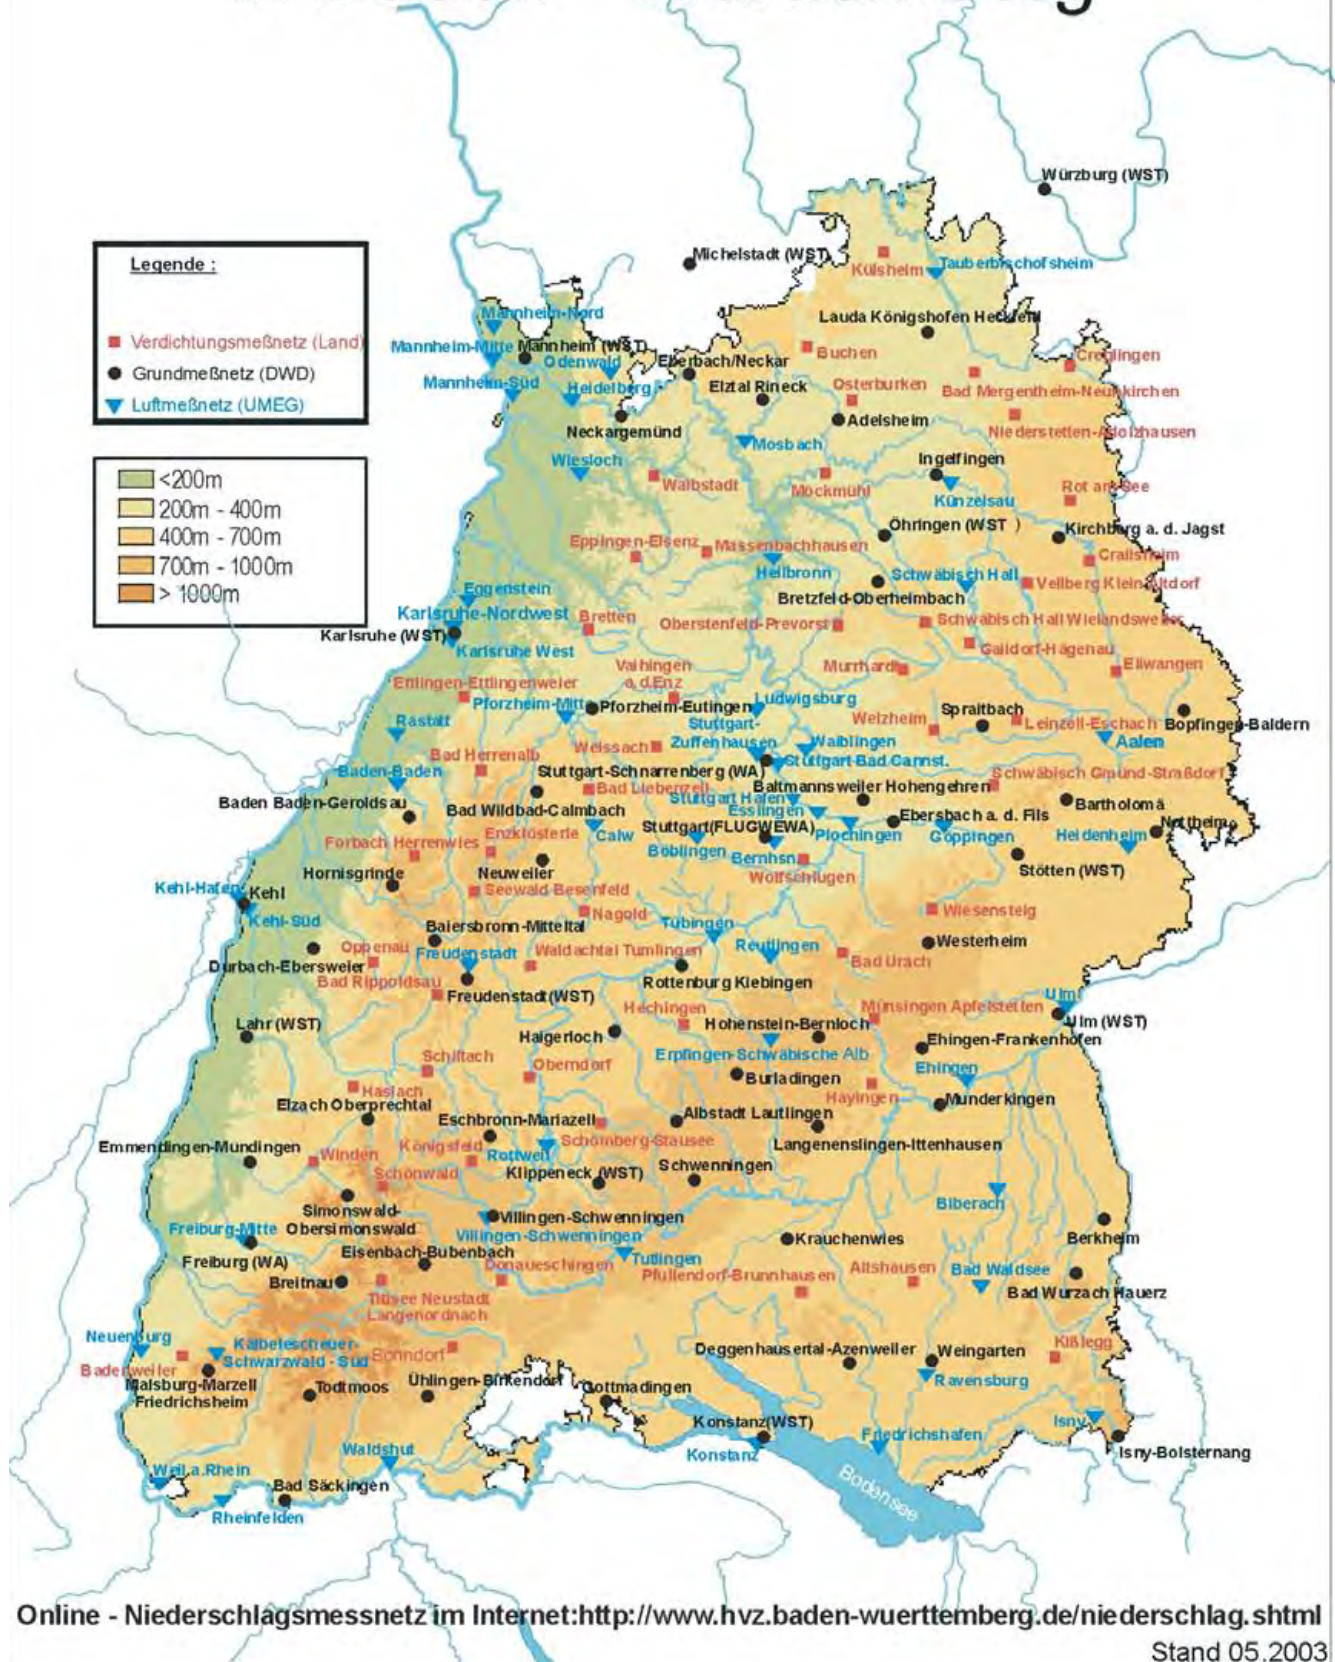 Würzburg (WST)
Michelstadt (WST)
Külsheim
Tauberbischofsheim
Legende :
Verdichtungsmeßnetz (Land)
Grundmeßnetz (DWD)
Luftmeßnetz (UMEG)
<200m
200m - 400m
400m - 700m
700m - 1000m
> 1000m
Mannheim-Nord
Mannheim-Mitte
Mannheim (WST)
Mannheim-Süd
Odenwald
Heidelberg
Lauda Königshofen Heckfeld
Buchen
Creglingen
Eberbach/Neckar
Elztal Rineck
Osterburken
Bad Mergentheim-Neunkirchen
Neckargemünd
Adelsheim
Niederstetten-Adolzhausen
Mosbach
Wiesloch
Ingelfingen
Waibstadt
Möckmühl
Künzelsau
Rot am See
Öhringen (WST )
Kirchberg a. d. Jagst
Eppingen-Elsenz
Massenbachhausen
Crailsheim
Heilbronn
Schwäbisch Hall
Vellberg Klein Altdorf
Eggenstein
Bretzfeld-Oberheimbach
Karlsruhe-Nordwest
Bretten
Oberstenfeld-Prevorst
Schwäbisch Hall Wielandsweiler
Karlsruhe (WST)
Karlsruhe West
Gaildorf-Hägenau
Vaihingen
a.d.Enz
Murrhardt
Ellwangen
Ettlingen-Ettlingenweier
Pforzheim-Mitte
Pforzheim-Eutingen
Ludwigsburg
Rastatt
Stuttgart-
Zuffenhausen
Welzheim
Spraitbach
Leinzell-Eschach
Bopfingen-Baldern
Weissach
Waiblingen
Aalen
Bad Herrenalb
Stuttgart-Bad Cannst.
Baden-Baden
Stuttgart-Schnarrenberg (WA)
Schwäbisch Gmünd-Straßdorf
Bad Liebenzell
Baltmannsweiler Hohengehren
Baden Baden-Geroldsau
Bad Wildbad-Calmbach
Stuttgart Hafen
Esslingen
Ebersbach a. d. Fils
Bartholomä
Forbach Herrenwies
Enzklösterle
Calw
Stuttgart(FLUGWEWA)
Plochingen
Göppingen
Heidenheim
Nattheim
Böblingen
Bernhsn.
Hornisgrinde
Neuweiler
Wolfschlugen
Stötten (WST)
Kehl-Hafen
Kehl
Seewald Besenfeld
Kehl-Süd
Nagold
Wiesensteig
Baiersbronn-Mitteltal
Tübingen
Oppenau
Freudenstadt
Waldachtal Tumlingen
Reutlingen
Westerheim
Durbach-Ebersweier
Bad Urach
Bad Rippoldsau
Rottenburg Kiebingen
Freudenstadt(WST)
Hechingen
Münsingen Apfelstetten
Ulm
Lahr (WST)
Haigerloch
Hohenstein-Bernloch
Ulm (WST)
Ehingen-Frankenhofen
Schiltach
Erpfingen-Schwäbische Alb
Oberndorf
Burladingen
Ehingen
Haslach
Hayingen
Munderkingen
Elzach Oberprechtal
Eschbronn-Mariazell
Albstadt Lautlingen
Emmendingen-Mundingen
Königsfeld
Rottweil
Schömberg-Stausee
Langenenslingen-Ittenhausen
Winden
Schönwald
Klippeneck (WST)
Schwenningen
Simonswald-
Obersimonswald
Villingen-Schwenningen
Biberach
Freiburg-Mitte
Villingen-Schwenningen
Krauchenwies
Berkheim
Freiburg (WA)
Eisenbach-Bubenbach
Tuttlingen
Breitnau
Donaueschingen
Pfullendorf-Brunnhausen
Altshausen
Bad Waldsee
Titisee Neustadt
Langenordnach
Bad Wurzach Hauerz
Neuenburg
Kälbelescheuer-
Schwarzwald - Süd
Bonndorf
Deggenhausertal-Azenweiler
Weingarten
Kißlegg
Badenweiler
Malsburg-Marzell
Friedrichsheim
Todtmoos
Ühlingen-Birkendorf
Gottmadingen
Ravensburg
Konstanz(WST)
Isny
Waldshut
Konstanz
Friedrichshafen
Isny-Bolsternang
Weil.a.Rhein
Bad Säckingen
Bodensee
Rheinfelden
Online - Niederschlagsmessnetz im Internet:http://www.hvz.baden-wuerttemberg.de/niederschlag.shtml
Stand 05.2003